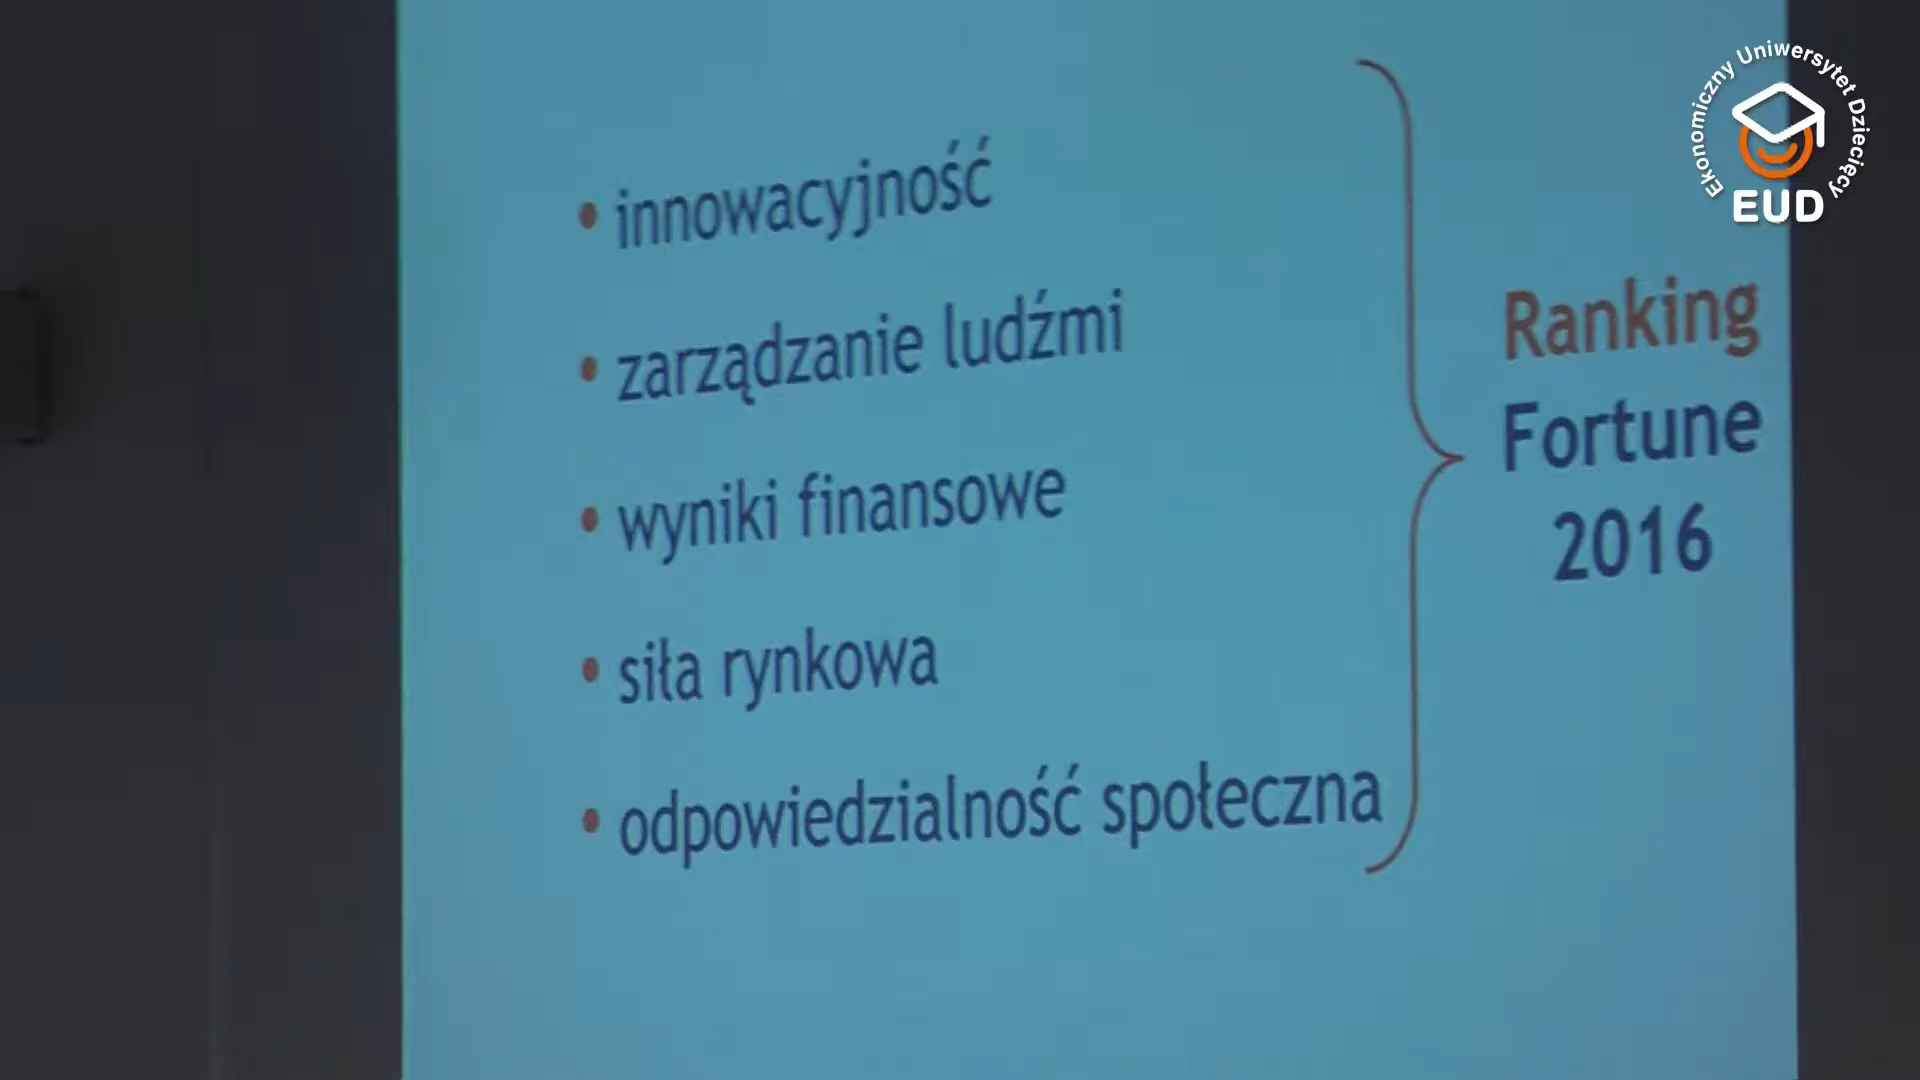 • innowacyjność
• zarządzanie ludźmi
• wyniki finansowe
• siła rynkowa
• odpowiedzialność społeczna
Ranking
Fortune
2016
Ekonomiczny Uniwersytet Dziecięcy
EUD